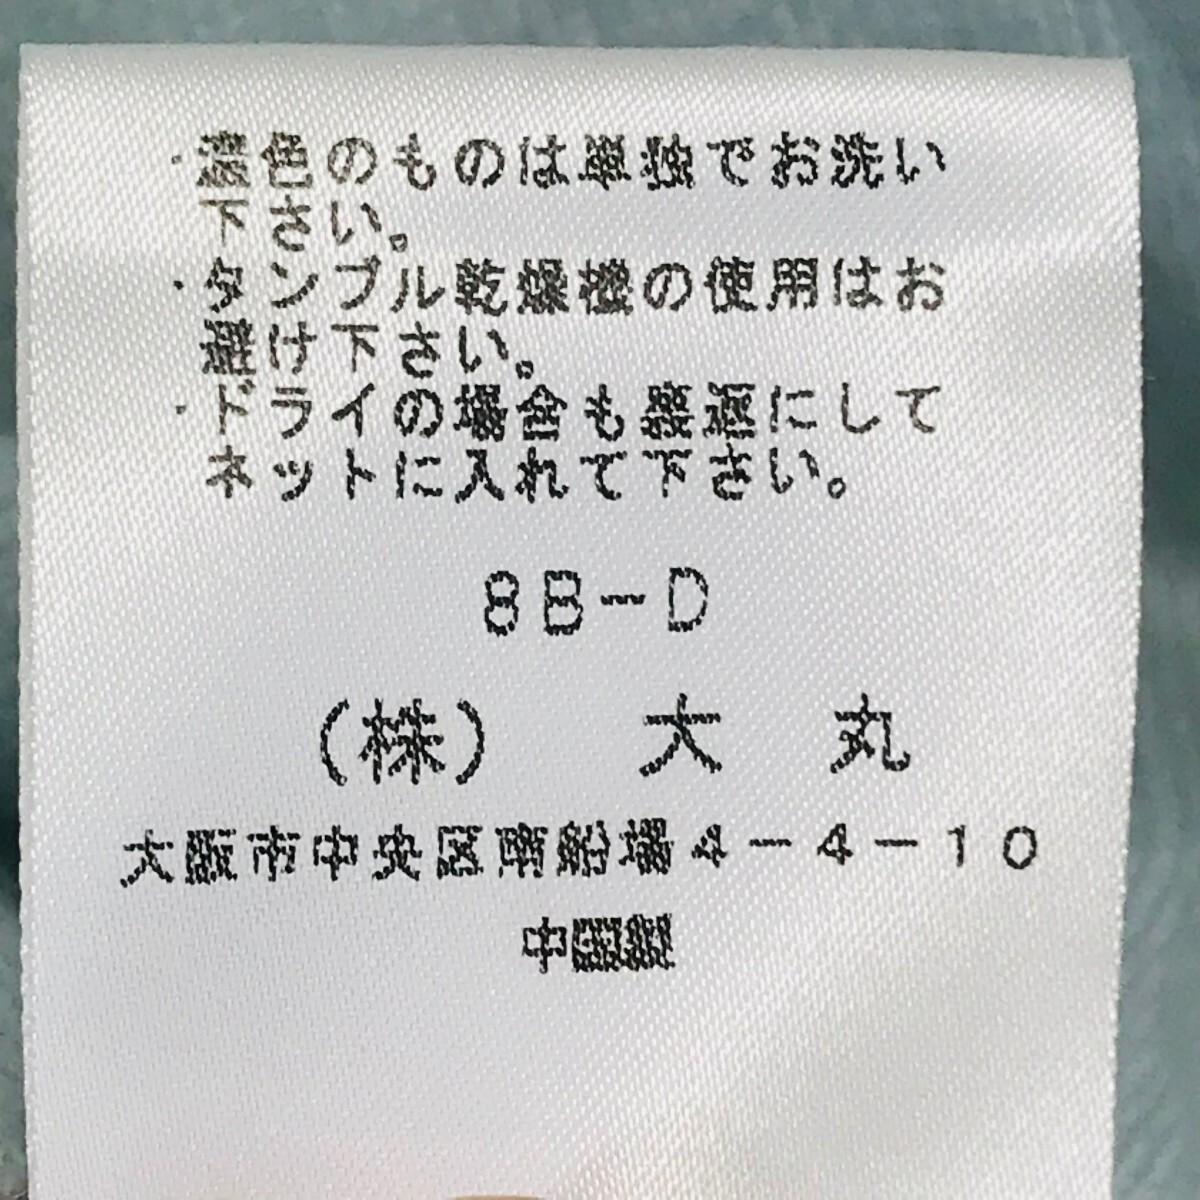 ・濃色のものは単独でお洗い
下さい。
・タンブル乾燥機の使用はお
避け下さい。
・ドライの場合も裏返にして
ネットに入れて下さい。
8B-D
(株) 大丸
大阪市中央区南船場4-4-10
中国製